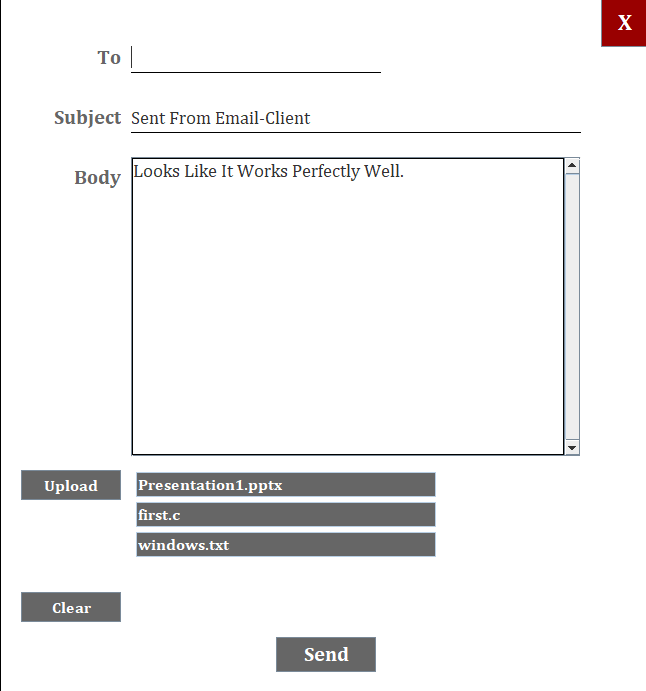 X
To
Subject Sent From Email-Client
Body Looks Like It Works Perfectly Well.
Upload Presentation1.pptx
first.c
windows.txt
Clear
Send